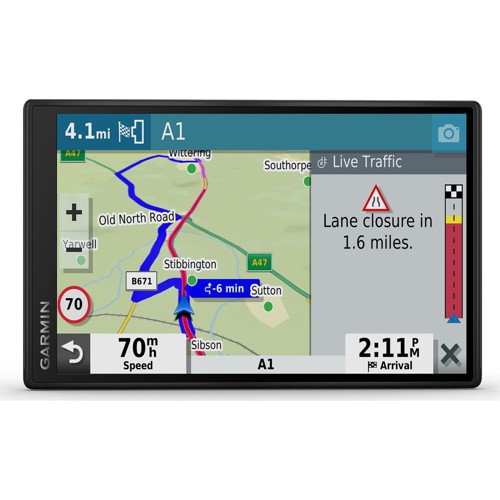 4.1mi
A1
A47
Wittering
Southorpe
Live Traffic
Lane closure in
1.6 miles.
+
Old North Road
Yarwell
-
Stibbington
A47
B671
-6 min
Sutton
70
GARMIN
70mh
Speed
Sibson
A1
2:11PM
Arrival
X